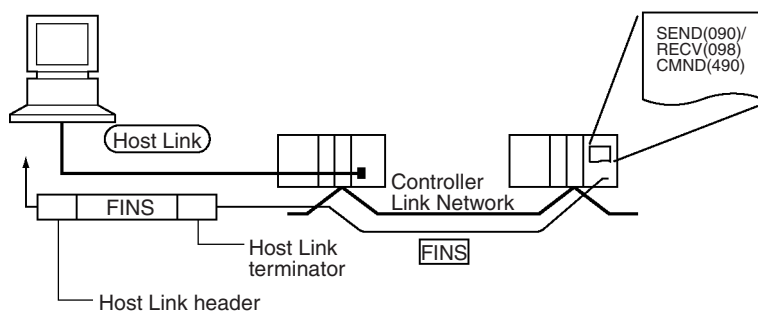 SEND(090)/
RECV(098)
CMND(490)
Host Link
Controller
Link Network
FINS
FINS
Host Link
terminator
Host Link header